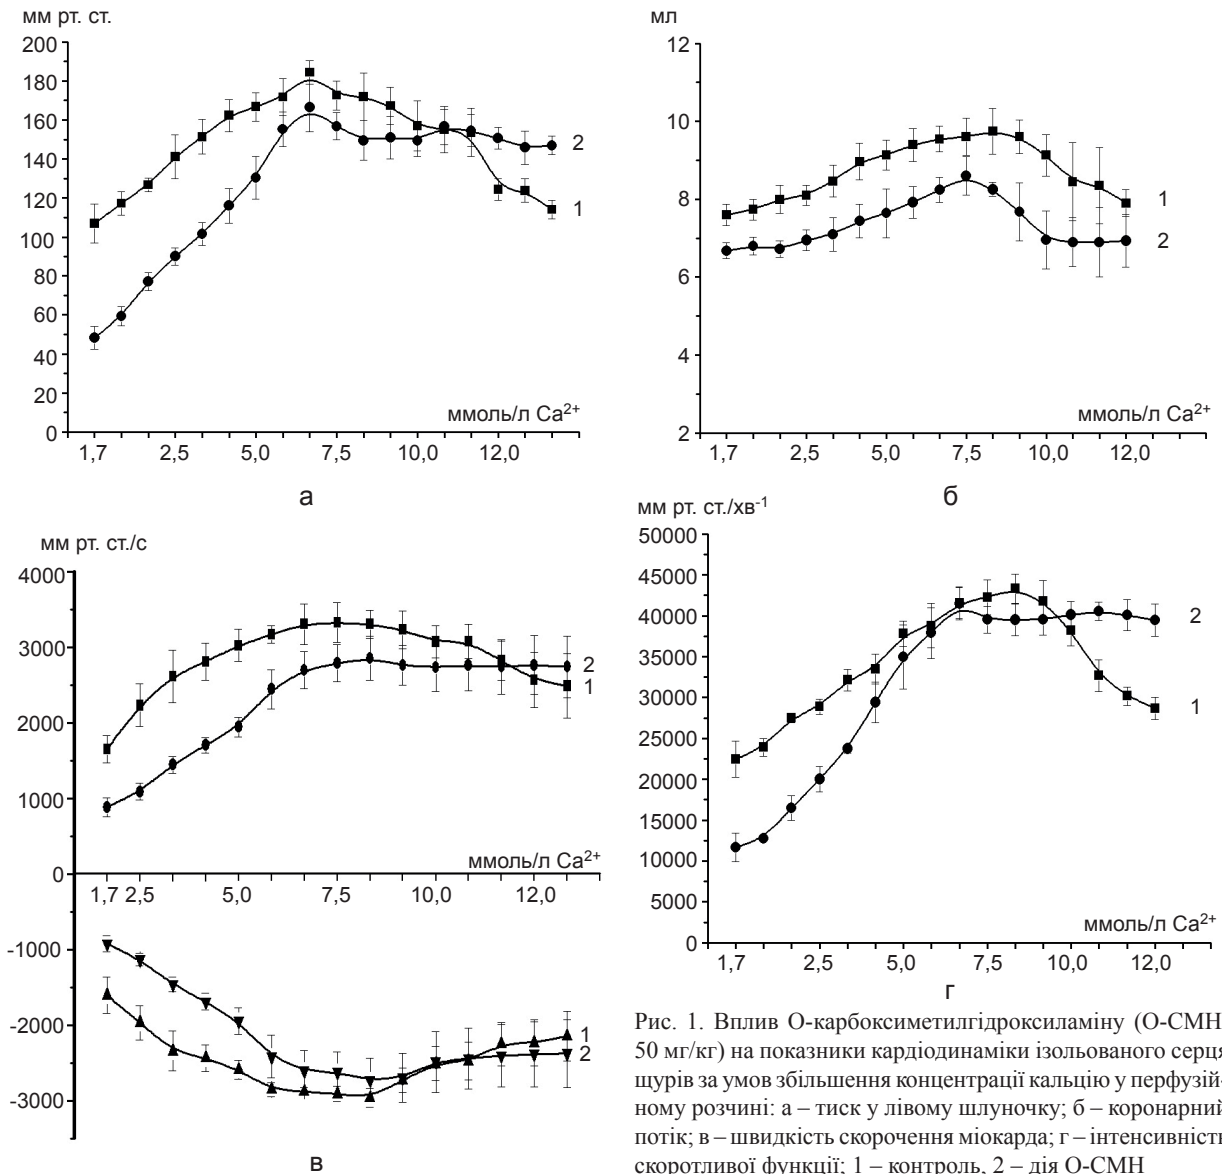 мм рт. ст.
200
180
160
140
120
100
80
60
40
20
0
2
1
ммоль/л Ca²⁺
1,7 2,5 5,0 7,5 10,0 12,0
а
мл
12
10
8
6
4
2
1
2
ммоль/л Ca²⁺
1,7 2,5 5,0 7,5 10,0 12,0
б
мм рт. ст./с
4000
3000
2000
1000
0
-1000
-2000
-3000
2
1
ммоль/л Ca²⁺
1,7 2,5 5,0 7,5 10,0 12,0
1
2
в
мм рт. ст./хв⁻¹
50000
45000
40000
35000
30000
25000
20000
15000
10000
5000
0
2
1
ммоль/л Ca²⁺
1,7 2,5 5,0 7,5 10,0 12,0
г
Рис. 1. Вплив О-карбоксиметилгідроксиламіну (О-СМН
50 мг/кг) на показники кардіодинаміки ізольованого серця
щурів за умов збільшення концентрації кальцію у перфузій-
ному розчині: а – тиск у лівому шлуночку; б – коронарний
потік; в – швидкість скорочення міокарда; г – інтенсивність
скоротливої функції; 1 – контроль, 2 – дія О-СМН